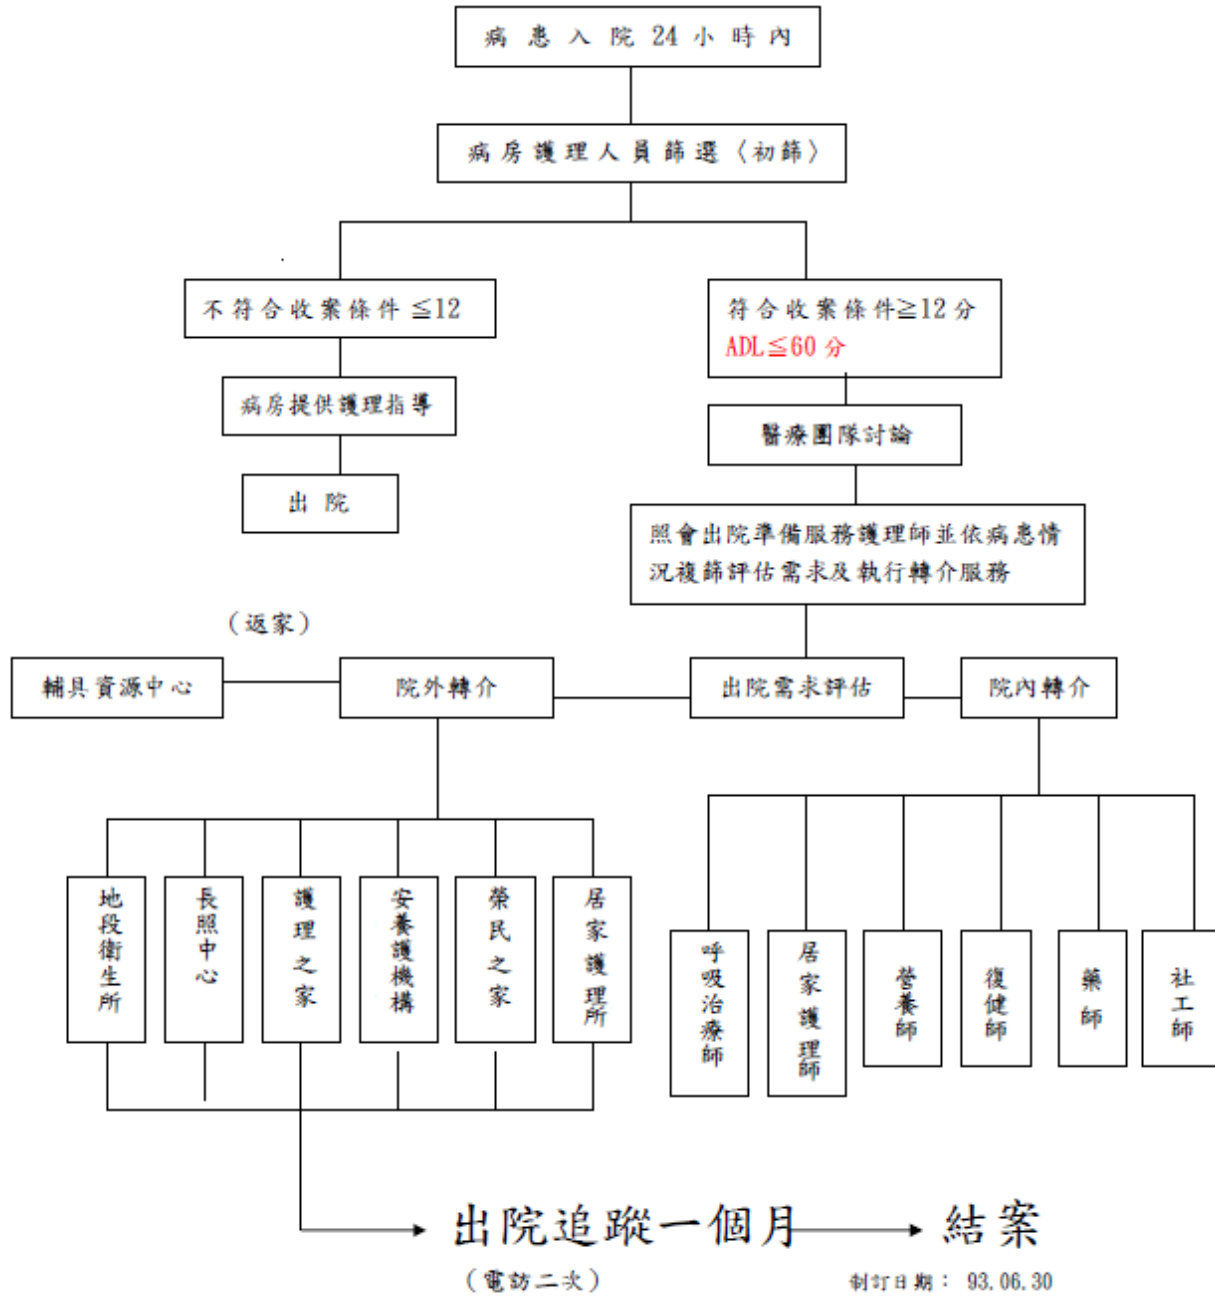 病患入院24小時內
病房護理人員篩選〈初篩〉
不符合收案條件≦12
符合收案條件≧12分
ADL≦60分
病房提供護理指導
醫療團隊討論
出院
照會出院準備服務護理師並依病患情
況複篩評估需求及執行轉介服務
(返家)
輔具資源中心
院外轉介
出院需求評估
院內轉介
地段衛生所
長照中心
護理之家
安養護機構
榮民之家
居家護理所
呼吸治療師
居家護理師
營養師
復健師
藥師
社工師
出院追蹤一個月
結案
(電訪二次)
制訂日期：93.06.30